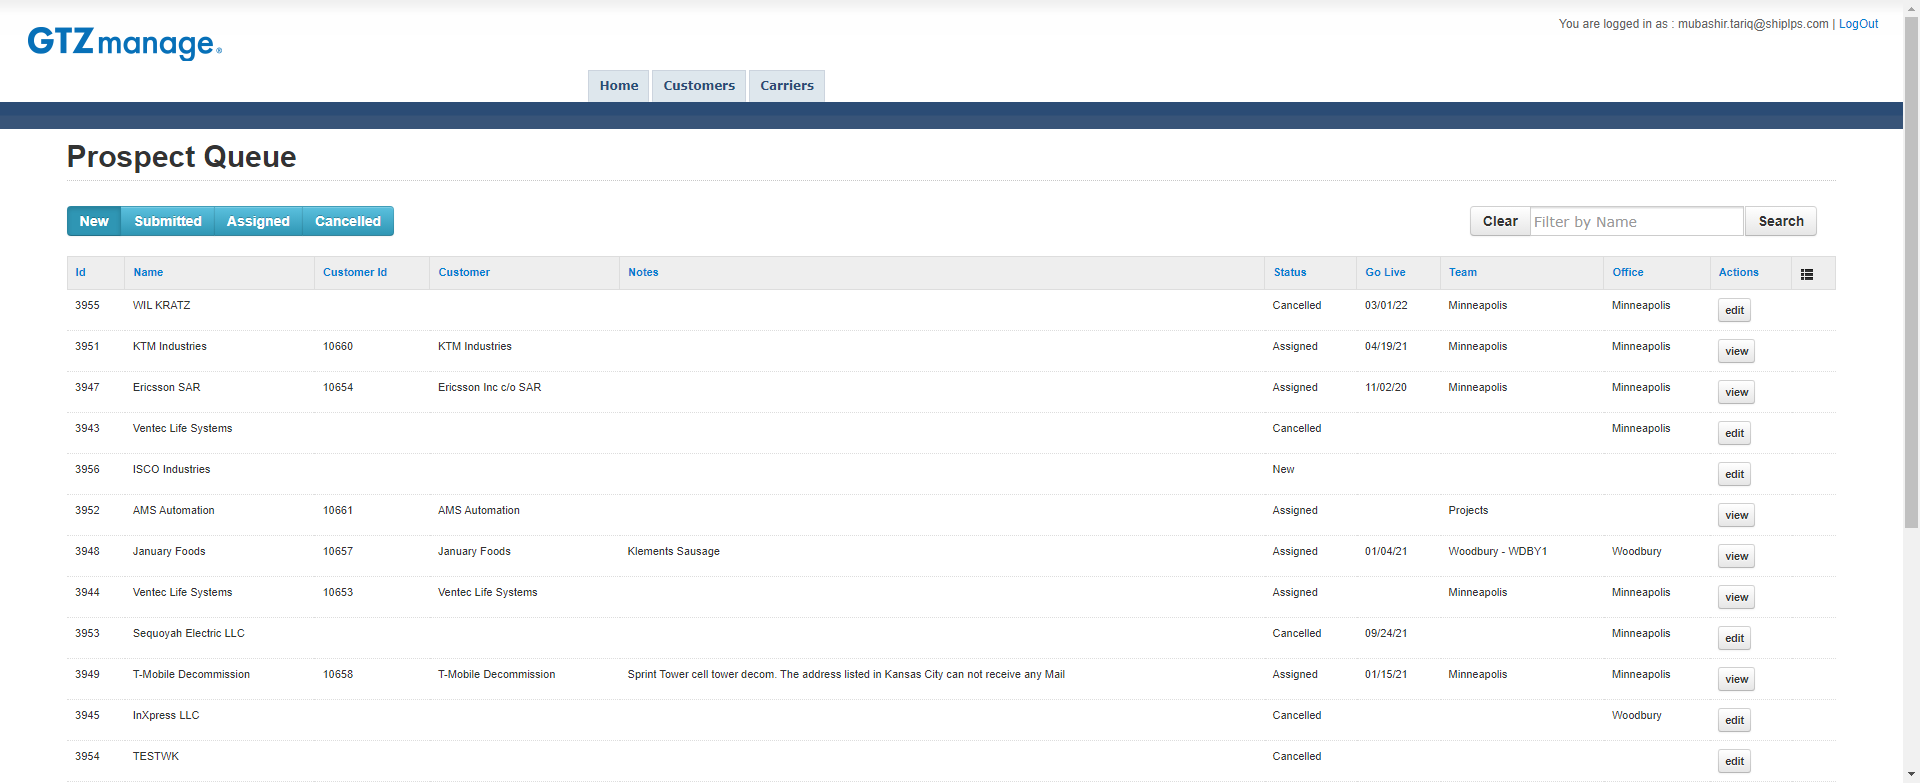 You are logged in as : mubashir.tariq@shiplps.com | LogOut
GTZmanage®
Home Customers Carriers
Prospect Queue
New Submitted Assigned Cancelled Clear Filter by Name Search
Id Name Customer Id Customer Notes Status Go Live Team Office Actions
3955 WIL KRATZ Cancelled 03/01/22 Minneapolis Minneapolis edit
3951 KTM Industries 10660 KTM Industries Assigned 04/19/21 Minneapolis Minneapolis view
3947 Ericsson SAR 10654 Ericsson Inc c/o SAR Assigned 11/02/20 Minneapolis Minneapolis view
3943 Ventec Life Systems Cancelled Minneapolis edit
3956 ISCO Industries New edit
3952 AMS Automation 10661 AMS Automation Assigned Projects view
3948 January Foods 10657 January Foods Klements Sausage Assigned 01/04/21 Woodbury - WDBY1 Woodbury view
3944 Ventec Life Systems 10653 Ventec Life Systems Assigned Minneapolis Minneapolis view
3953 Sequoyah Electric LLC Cancelled 09/24/21 Minneapolis edit
3949 T-Mobile Decommission 10658 T-Mobile Decommission Sprint Tower cell tower decom. The address listed in Kansas City can not receive any Mail Assigned 01/15/21 Minneapolis Minneapolis view
3945 InXpress LLC Cancelled Woodbury edit
3954 TESTWK Cancelled edit